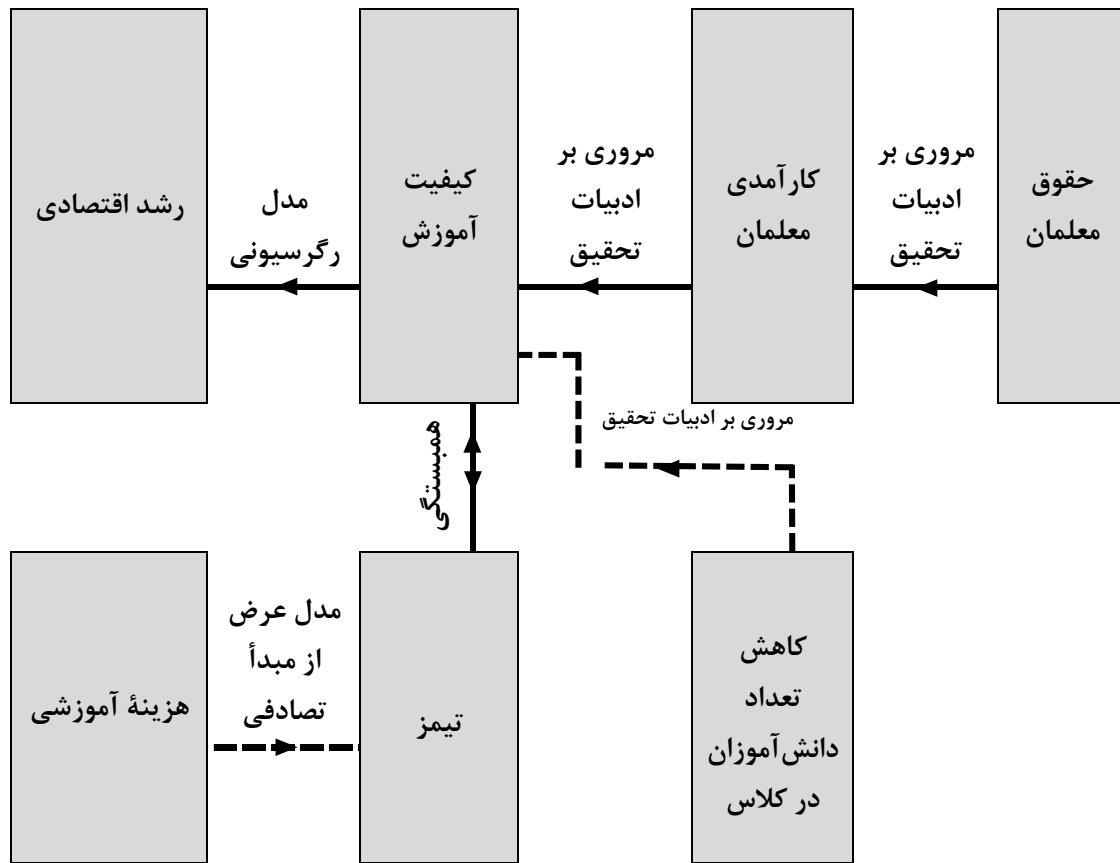 حقوق
معلمان
مروری بر
ادبیات
تحقیق
کارآمدی
معلمان
مروری بر
ادبیات
تحقیق
کیفیت
آموزش
مدل
رگرسیونی
رشد اقتصادی
مروری بر ادبیات تحقیق
همبستگی
کاهش
تعداد
دانش‌آموزان
در کلاس
تیمز
مدل عرض
از مبدأ
تصادفی
هزینهٔ آموزشی